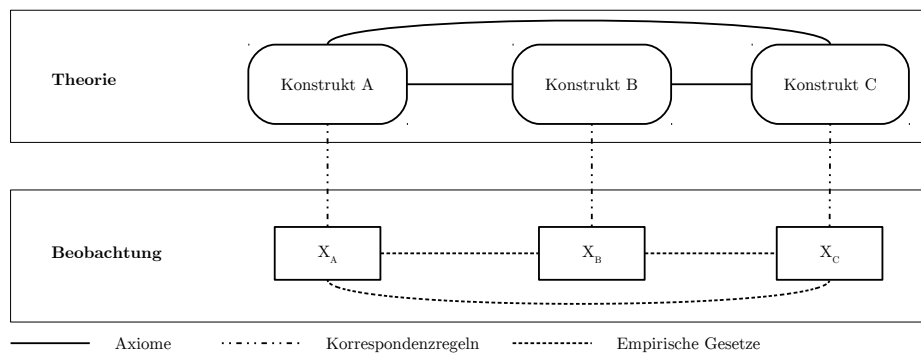 Theorie
Konstrukt A
Konstrukt B
Konstrukt C
Beobachtung
X_A
X_B
X_C
Axiome
Korrespondenzregeln
Empirische Gesetze